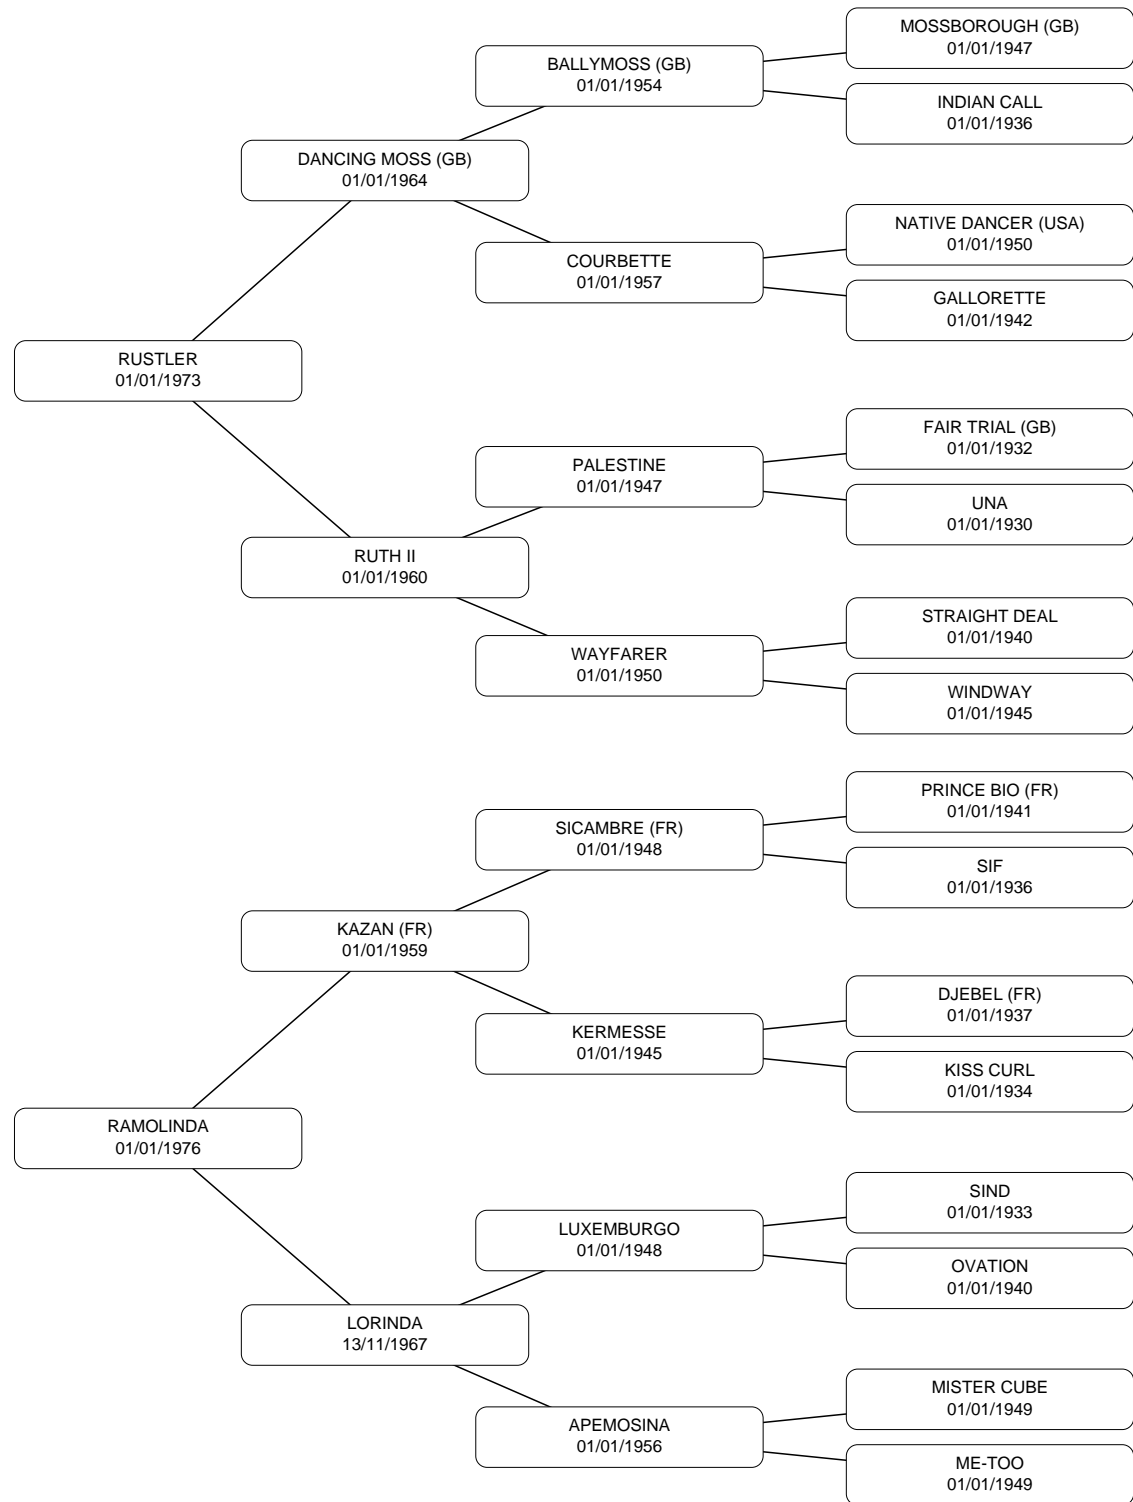 MOSSBOROUGH (GB)
01/01/1947
BALLYMOSS (GB)
01/01/1954
INDIAN CALL
01/01/1936
DANCING MOSS (GB)
01/01/1964
NATIVE DANCER (USA)
01/01/1950
COURBETTE
01/01/1957
GALLORETTE
01/01/1942
RUSTLER
01/01/1973
FAIR TRIAL (GB)
01/01/1932
PALESTINE
01/01/1947
UNA
01/01/1930
RUTH II
01/01/1960
STRAIGHT DEAL
01/01/1940
WAYFARER
01/01/1950
WINDWAY
01/01/1945
PRINCE BIO (FR)
01/01/1941
SICAMBRE (FR)
01/01/1948
SIF
01/01/1936
KAZAN (FR)
01/01/1959
DJEBEL (FR)
01/01/1937
KERMESSE
01/01/1945
KISS CURL
01/01/1934
RAMOLINDA
01/01/1976
SIND
01/01/1933
LUXEMBURGO
01/01/1948
OVATION
01/01/1940
LORINDA
13/11/1967
MISTER CUBE
01/01/1949
APEMOSINA
01/01/1956
ME-TOO
01/01/1949